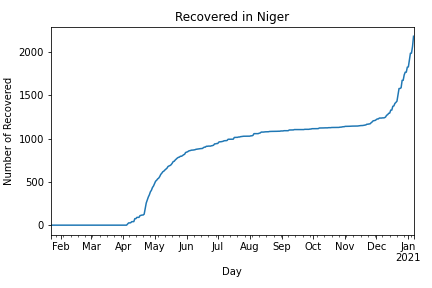 Recovered in Niger
Number of Recovered
2000
1500
1000
500
0
Feb Mar Apr May Jun Jul Aug Sep Oct Nov Dec Jan
2021
Day